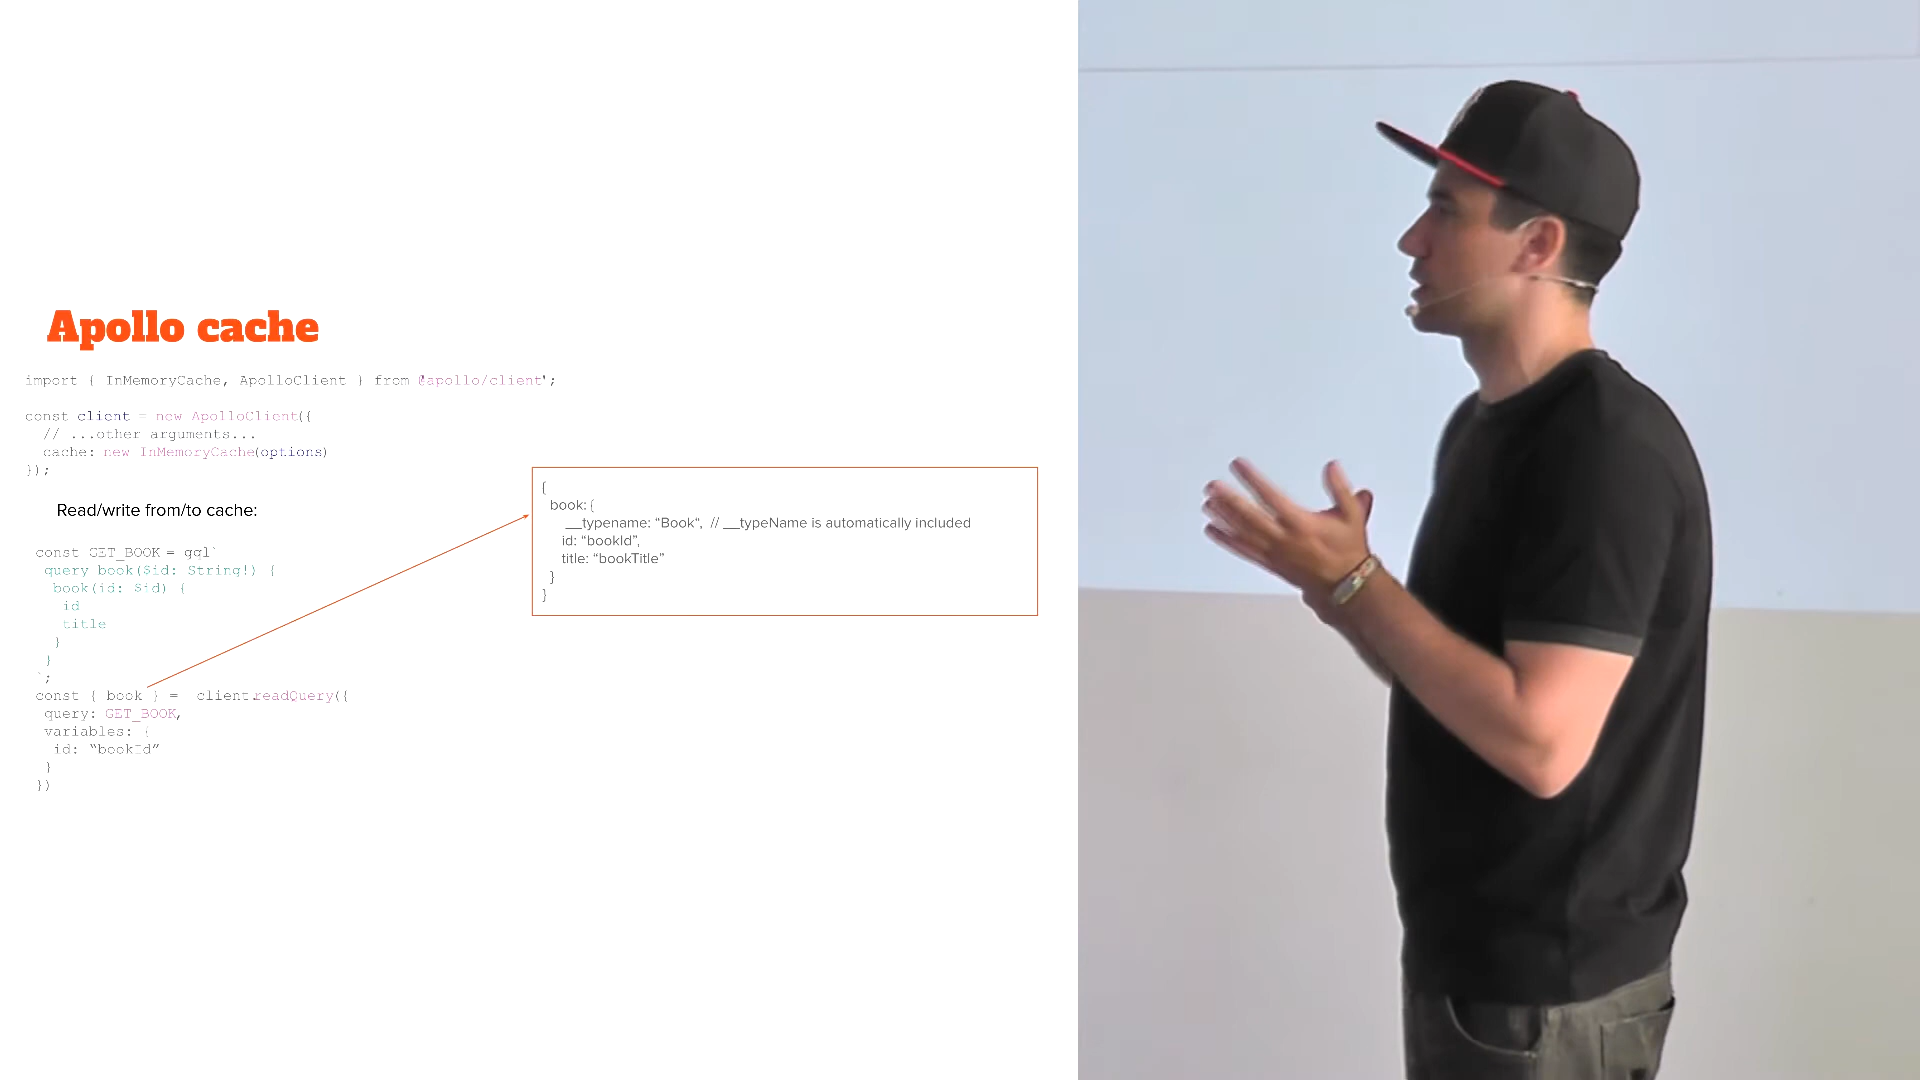 Apollo cache
import { InMemoryCache, ApolloClient } from '@apollo/client';
const client = new ApolloClient({
// ...other arguments...
cache: new InMemoryCache(options)
});
Read/write from/to cache:
const GET_BOOK = gql`
query book($id: String!) {
book(id: $id) {
id
title
}
}
`;
const { book } = client.readQuery({
query: GET_BOOK,
variables: {
id: “bookId”
}
})
{
book: {
__typename: “Book“, // __typeName is automatically included
id: “bookId”,
title: “bookTitle”
}
}